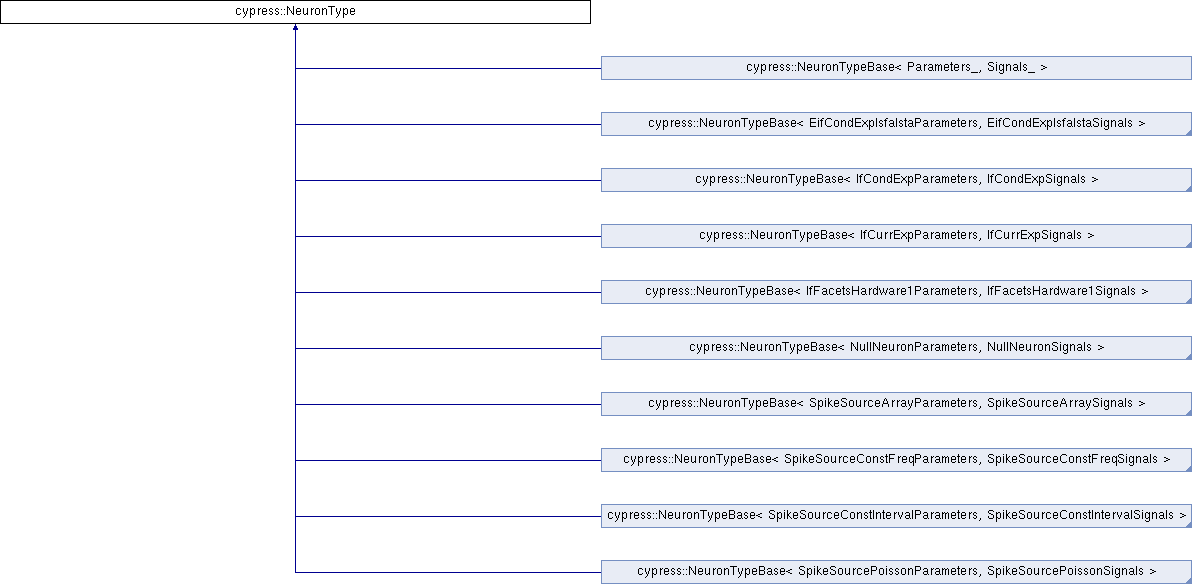 cypress::NeuronType
cypress::NeuronTypeBase< Parameters_, Signals_ >
cypress::NeuronTypeBase< EifCondExpIsfaIstaParameters, EifCondExpIsfaIstaSignals >
cypress::NeuronTypeBase< IfCondExpParameters, IfCondExpSignals >
cypress::NeuronTypeBase< IfCurrExpParameters, IfCurrExpSignals >
cypress::NeuronTypeBase< IfFacetsHardware1Parameters, IfFacetsHardware1Signals >
cypress::NeuronTypeBase< NullNeuronParameters, NullNeuronSignals >
cypress::NeuronTypeBase< SpikeSourceArrayParameters, SpikeSourceArraySignals >
cypress::NeuronTypeBase< SpikeSourceConstFreqParameters, SpikeSourceConstFreqSignals >
cypress::NeuronTypeBase< SpikeSourceConstIntervalParameters, SpikeSourceConstIntervalSignals >
cypress::NeuronTypeBase< SpikeSourcePoissonParameters, SpikeSourcePoissonSignals >